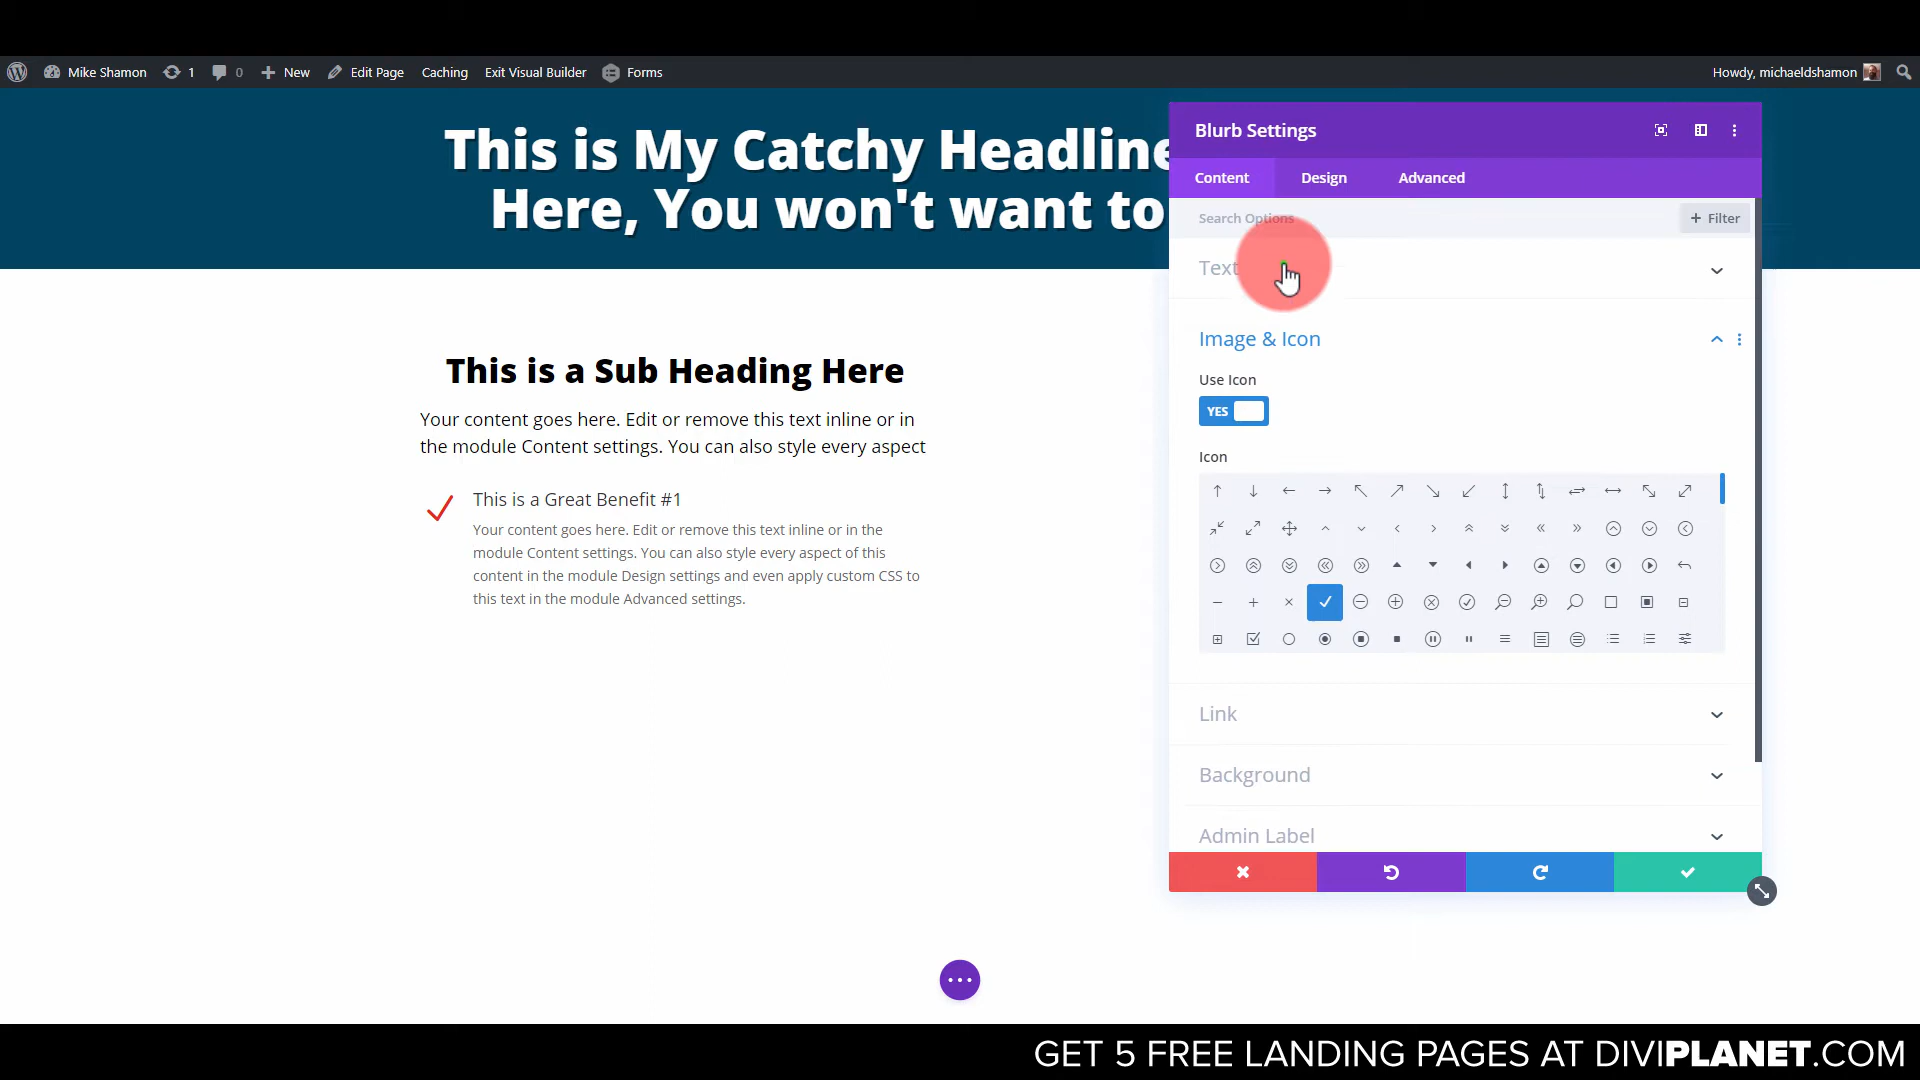 Mike Shamon 1 0 New Edit Page Caching Exit Visual Builder Forms Howdy, michaeldshamon
This is My Catchy Headline
Here, You won't want to
This is a Sub Heading Here
Your content goes here. Edit or remove this text inline or in
the module Content settings. You can also style every aspect
This is a Great Benefit #1
Your content goes here. Edit or remove this text inline or in the
module Content settings. You can also style every aspect of this
content in the module Design settings and even apply custom CSS to
this text in the module Advanced settings.
Blurb Settings
Content Design Advanced
Search Options + Filter
Text
Image & Icon
Use Icon
YES
Icon
Link
Background
Admin Label
GET 5 FREE LANDING PAGES AT DIVIPLANET.COM